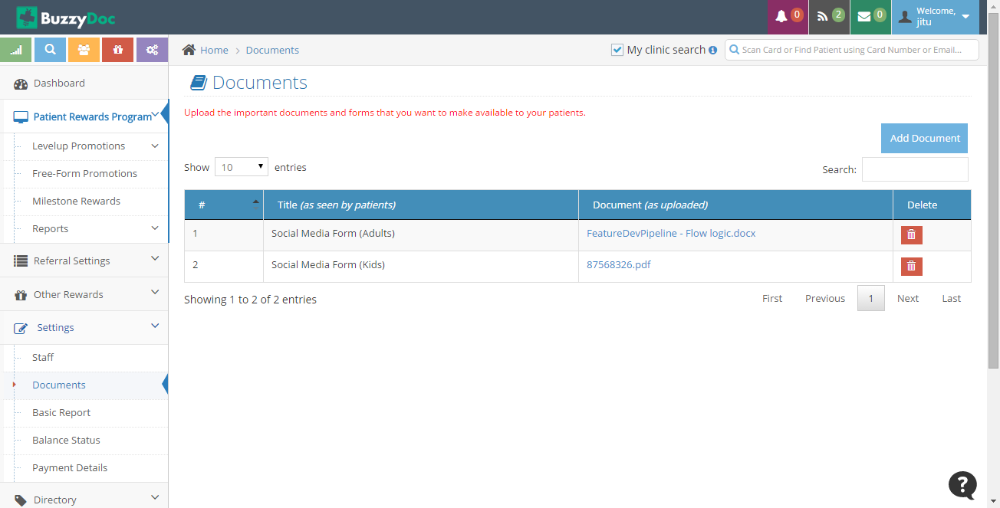 BuzzyDoc
0
2
0
Welcome,
jitu
Home
Documents
My clinic search
Scan Card or Find Patient using Card Number or Email...
Dashboard
Patient Rewards Program
Levelup Promotions
Free-Form Promotions
Milestone Rewards
Reports
Referral Settings
Other Rewards
Settings
Staff
Documents
Basic Report
Balance Status
Payment Details
Directory
Documents
Upload the important documents and forms that you want to make available to your patients.
Add Document
Show 10 entries
Search:
# Title (as seen by patients) Document (as uploaded) Delete
1 Social Media Form (Adults) FeatureDevPipeline - Flow logic.docx
2 Social Media Form (Kids) 87568326.pdf
Showing 1 to 2 of 2 entries
First Previous 1 Next Last
?